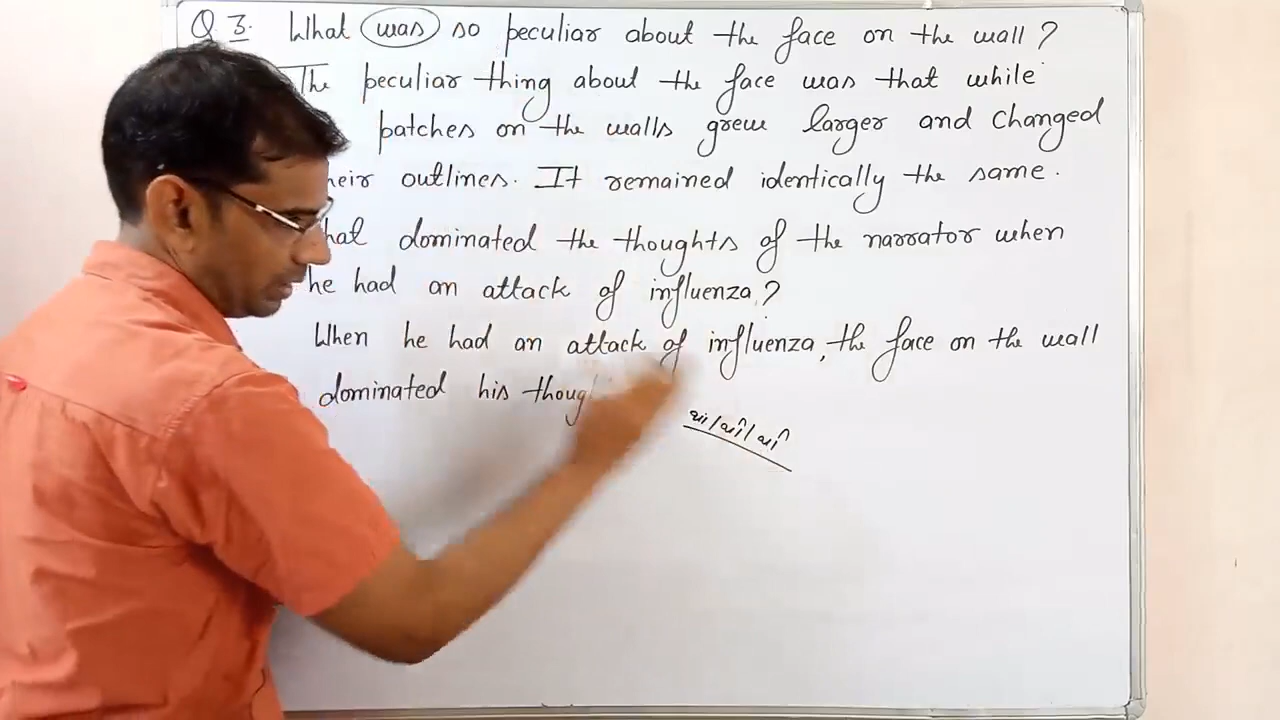 Q 3. What was so peculiar about the face on the wall?
The peculiar thing about the face was that while
patches on the walls grew larger and changed
heir outlines. It remained identically the same.
hat dominated the thoughts of the narrator when
he had an attack of influenza?
When he had an attack of influenza, the face on the wall
dominated his thoug